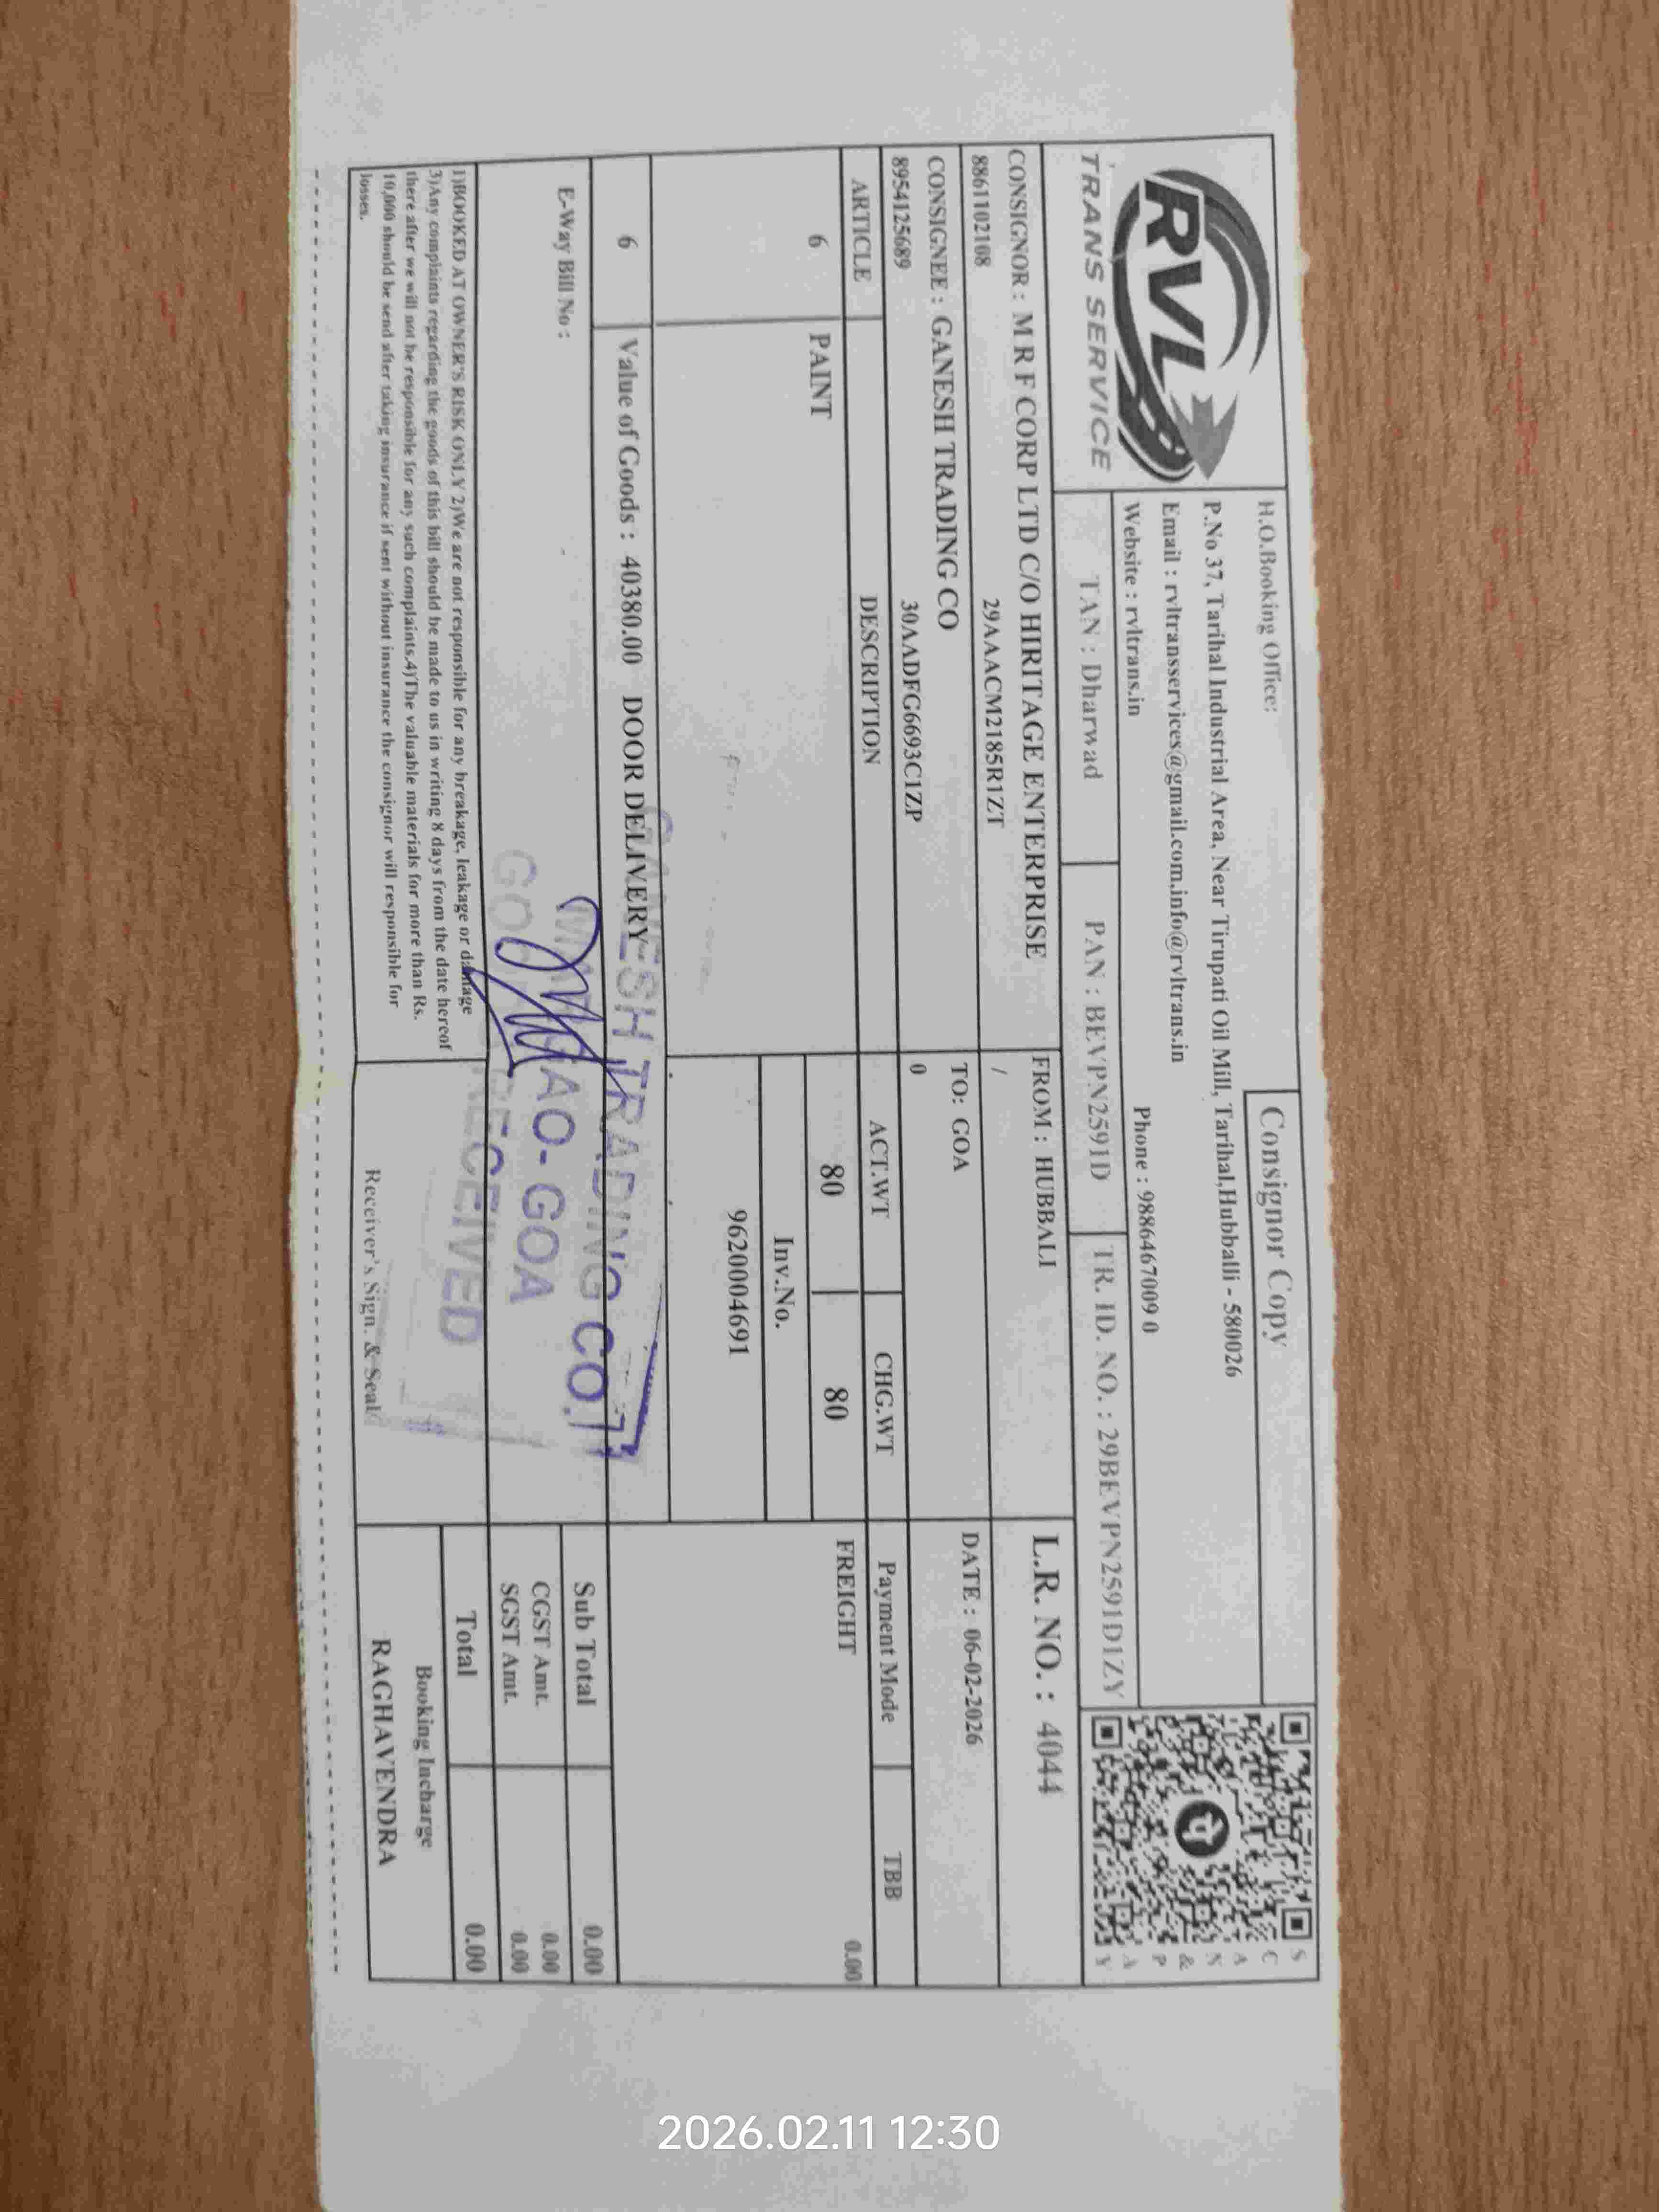 RVL
TRANS SERVICE
Consignor Copy
H.O.Booking Office:
P.No 37, Tarihal Industrial Area, Near Tirupati Oil Mill, Tarihal,Hubballi - 580026
Email : rvltransservices@gmail.com,info@rvltrans.in
Website : rvltrans.in Phone : 9886467009 0
SCAN & PAY
TAN : Dharwad PAN : BEVPN2591D TR. ID. NO. : 29BEVPN2591D1ZY
CONSIGNOR : M R F CORP LTD C/O HIRITAGE ENTERPRISE FROM : HUBBALI L.R. NO. : 4044
8861102108 29AAACM2185R1ZT /
CONSIGNEE : GANESH TRADING CO TO: GOA DATE : 06-02-2026
8954125689 30AADFG6693C1ZP 0
ARTICLE DESCRIPTION ACT.WT CHG.WT Payment Mode TBB
6 PAINT 80 80 FREIGHT 0.00
Inv.No.
9620004691
6 Value of Goods : 40380.00 DOOR DELIVERY
GANESH TRADING CO.
MARGAO- GOA
RECEIVED
E-Way Bill No :
Sub Total 0.00
CGST Amt. 0.00
SGST Amt. 0.00
Total 0.00
1)BOOKED AT OWNER'S RISK ONLY 2)We are not responsible for any breakage, leakage or damage
3)Any complaints regarding the goods of this bill should be made to us in writing 8 days from the date hereof
there after we will not be responsible for any such complaints.4)The valuable materials for more than Rs.
10,000 should be send after taking insurance if sent without insurance the consignor will responsible for
losses.
Receiver's Sign. & Seal
Booking Incharge
RAGHAVENDRA
2026.02.11 12:30